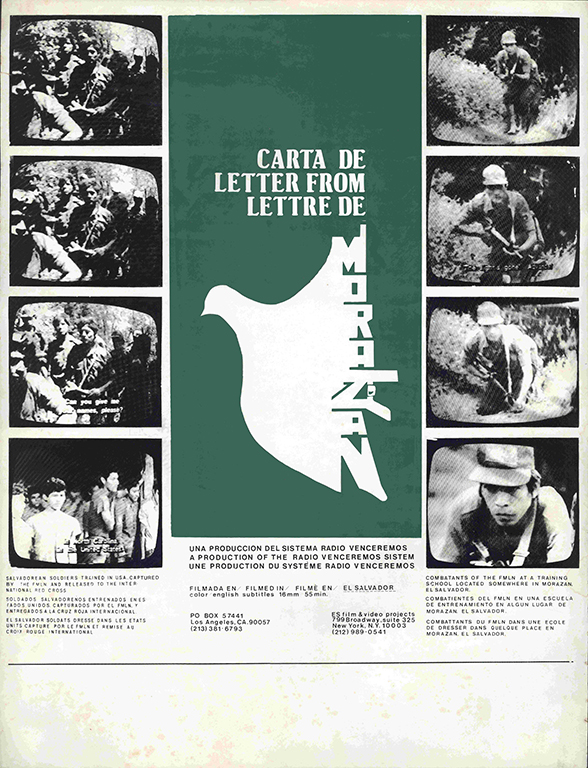 CARTA DE
LETTER FROM
LETTRE DE
MORAZAN
you give me
names, please?
UNA PRODUCCION DEL SISTEMA RADIO VENCEREMOS
A PRODUCTION OF THE RADIO VENCEREMOS SISTEM
UNE PRODUCTION DU SYSTÉME RADIO VENCEREMOS
FILMADA EN/ FILMED IN/ FILMÈ EN/ EL SALVADOR
color english subtitles 16mm 55min.
PO BOX 57441
Los Angeles, CA.90057
(213)381-6793
ES film & video projects
799 Broadway, suite 325
New York, N.Y. 10003
(212) 989-0541
SALVADOREAN SOLDIERS TRAINED IN USA.CAPTURED
BY THE FMLN AND RELEASED TO THE INTER
NATIONAL RED CROSS
SOLDADOS SALVADORENOS ENTRENADOS EN ES
TADOS UNIDOS, CAPTURADOS POR EL FMLN, Y
ENTREGADOS A LA CRUZ ROJA INTERNACIONAL
EL SALVADOR SOLDATS DRESSE DANS LES ETATS
UNITS CAPTURE POR LE FMLN ET REMISE AU
CROIX ROUGE INTERNATIONAL
COMBATANTS OF THE FMLN AT A TRAINING
SCHOOL LOCATED SOMEWHERE IN MORAZAN,
EL SALVADOR.
COMBATIENTES DEL FMLN EN UNA ESCUELA
DE ENTRENAMIENTO EN ALGUN LUGAR DE
MORAZAN, EL SALVADOR.
COMBATTANTS DU FMLN DANS UNE ECOLE
DE DRESSER DANS QUELQUE PLACE EN
MORAZAN, EL SALVADOR.